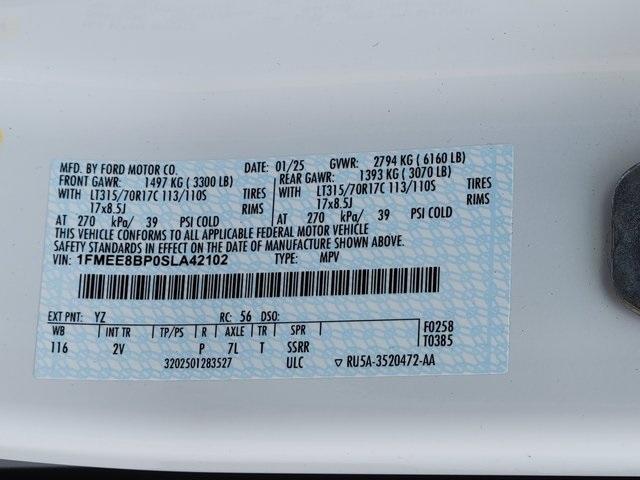 MFD. BY FORD MOTOR CO.
DATE: 01/25 GVWR: 2794 KG ( 6160 LB)
FRONT GAWR: 1497 KG ( 3300 LB) REAR GAWR: 1393 KG ( 3070 LB)
WITH LT315/70R17C 113/110S TIRES WITH LT315/70R17C 113/110S TIRES
17x8.5J RIMS 17x8.5J RIMS
AT 270 kPa/ 39 PSI COLD AT 270 kPa/ 39 PSI COLD
THIS VEHICLE CONFORMS TO ALL APPLICABLE FEDERAL MOTOR VEHICLE
SAFETY STANDARDS IN EFFECT ON THE DATE OF MANUFACTURE SHOWN ABOVE.
VIN: 1FMEE8BP0SLA42102 TYPE: MPV
EXT PNT: YZ RC: 56 DSO:
WB INT TR TP/PS R AXLE TR SPR F0258
116 2V P 7L T SSRR T0385
3202501283527 ULC ▽ RU5A-3520472-AA